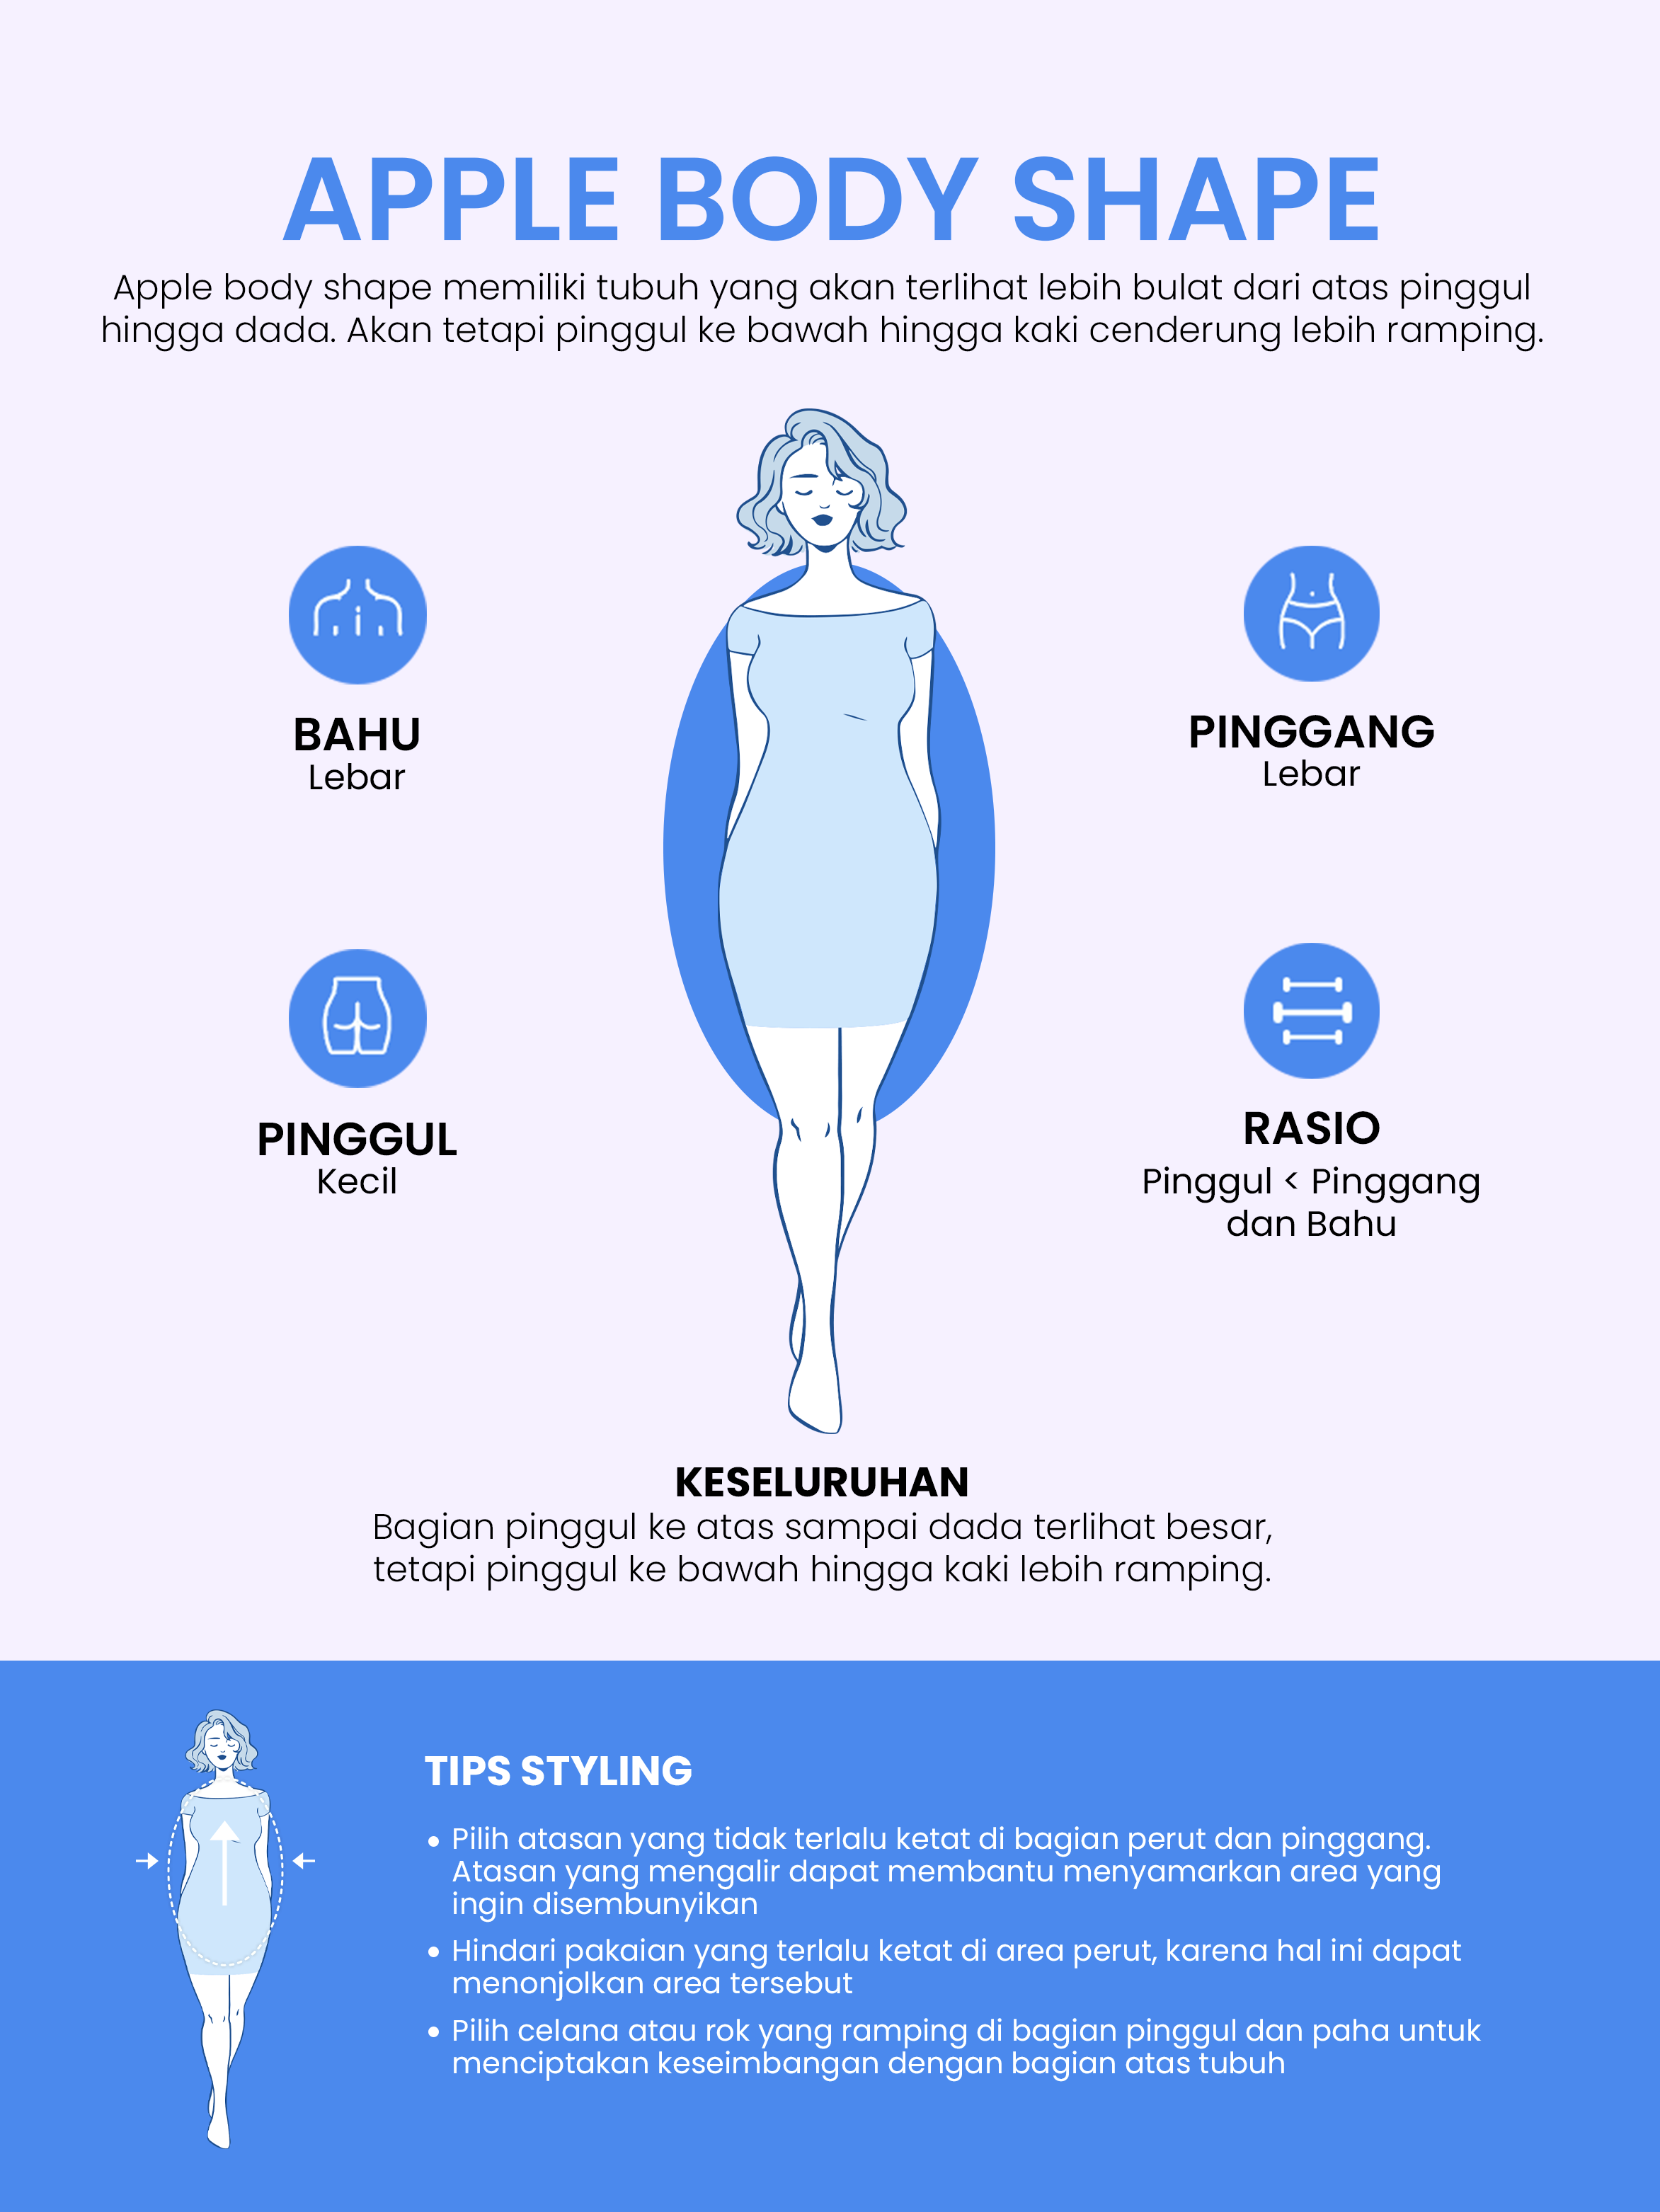 APPLE BODY SHAPE
Apple body shape memiliki tubuh yang akan terlihat lebih bulat dari atas pinggul
hingga dada. Akan tetapi pinggul ke bawah hingga kaki cenderung lebih ramping.
BAHU
Lebar
PINGGANG
Lebar
PINGGUL
Kecil
RASIO
Pinggul < Pinggang
dan Bahu
KESELURUHAN
Bagian pinggul ke atas sampai dada terlihat besar,
tetapi pinggul ke bawah hingga kaki lebih ramping.
TIPS STYLING
• Pilih atasan yang tidak terlalu ketat di bagian perut dan pinggang.
Atasan yang mengalir dapat membantu menyamarkan area yang
ingin disembunyikan
• Hindari pakaian yang terlalu ketat di area perut, karena hal ini dapat
menonjolkan area tersebut
• Pilih celana atau rok yang ramping di bagian pinggul dan paha untuk
menciptakan keseimbangan dengan bagian atas tubuh